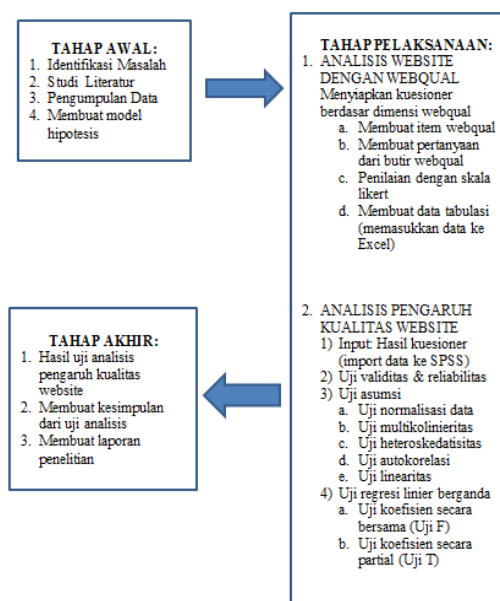 TAHAP AWAL:
1. Identifikasi Masalah
2. Studi Literatur
3. Pengumpulan Data
4. Membuat model
hipotesis
TAHAP PELAKSANAAN:
1. ANALISIS WEBSITE
DENGAN WEBQUAL
Menyiapkan kuesioner
berdasar dimensi webqual
a. Membuat item webqual
b. Membuat pertanyaan
dari butir webqual
c. Penilaian dengan skala
likert
d. Membuat data tabulasi
(memasukkan data ke
Excel)
2. ANALISIS PENGARUH
KUALITAS WEBSITE
1) Input: Hasil kuesioner
(import data ke SPSS)
2) Uji validitas & reliabilitas
3) Uji asumsi
a. Uji normalisasi data
b. Uji multikolinieritas
c. Uji heteroskedatisitas
d. Uji autokorelasi
e. Uji linearitas
4) Uji regresi linier berganda
a. Uji koefisien secara
bersama (Uji F)
b. Uji koefisien secara
partial (Uji T)
TAHAP AKHIR:
1. Hasil uji analisis
pengaruh kualitas
website
2. Membuat kesimpulan
dari uji analisis
3. Membuat laporan
penelitian